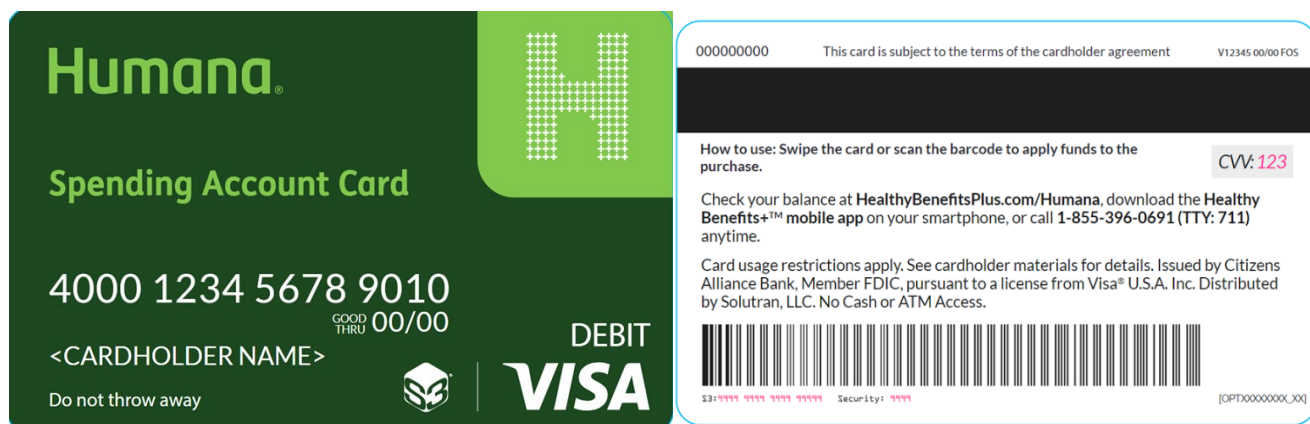 Humana®
Spending Account Card
4000 1234 5678 9010
GOOD THRU 00/00
<CARDHOLDER NAME>
Do not throw away
S3
DEBIT
VISA
000000000 This card is subject to the terms of the cardholder agreement V12345 00/00 FOS
How to use: Swipe the card or scan the barcode to apply funds to the
purchase.
CVV: 123
Check your balance at HealthyBenefitsPlus.com/Humana, download the Healthy
Benefits+™ mobile app on your smartphone, or call 1-855-396-0691 (TTY: 711)
anytime.
Card usage restrictions apply. See cardholder materials for details. Issued by Citizens
Alliance Bank, Member FDIC, pursuant to a license from Visa® U.S.A. Inc. Distributed
by Solutran, LLC. No Cash or ATM Access.
S3:9999 9999 9999 99999 Security: 9999
[OPTXXXXXXXX_XX]